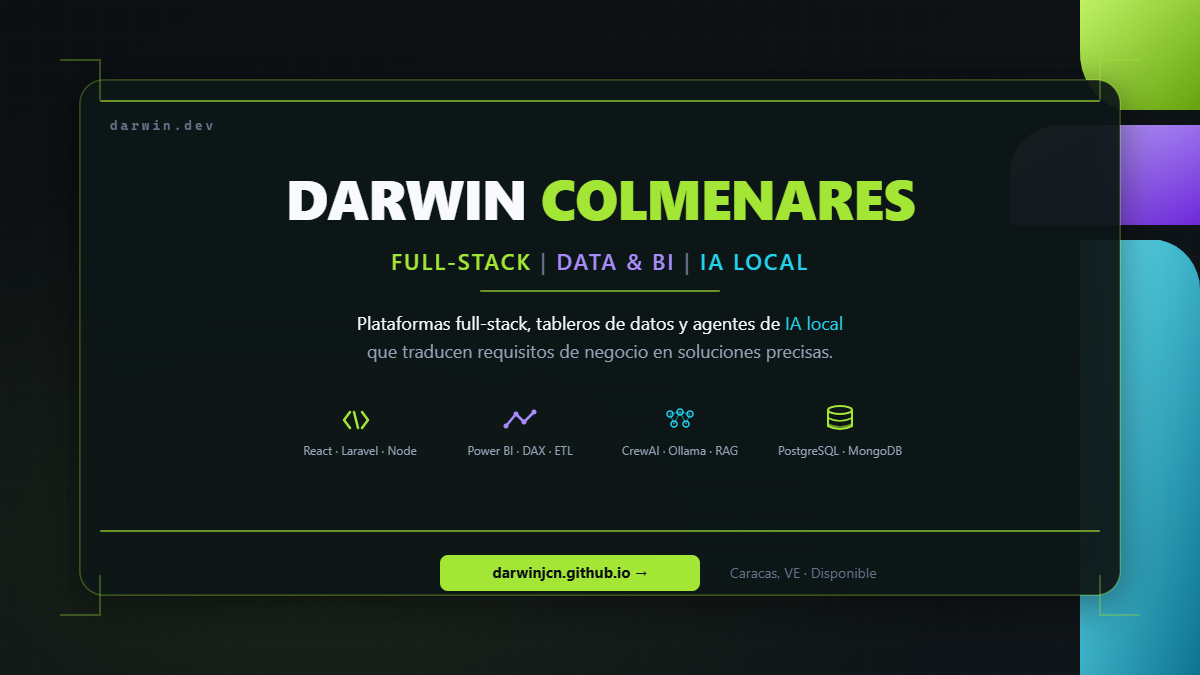 darwin.dev
DARWIN COLMENARES
FULL-STACK | DATA & BI | IA LOCAL
Plataformas full-stack, tableros de datos y agentes de IA local
que traducen requisitos de negocio en soluciones precisas.
React · Laravel · Node
Power BI · DAX · ETL
CrewAI · Ollama · RAG
PostgreSQL · MongoDB
darwinjcn.github.io →
Caracas, VE · Disponible